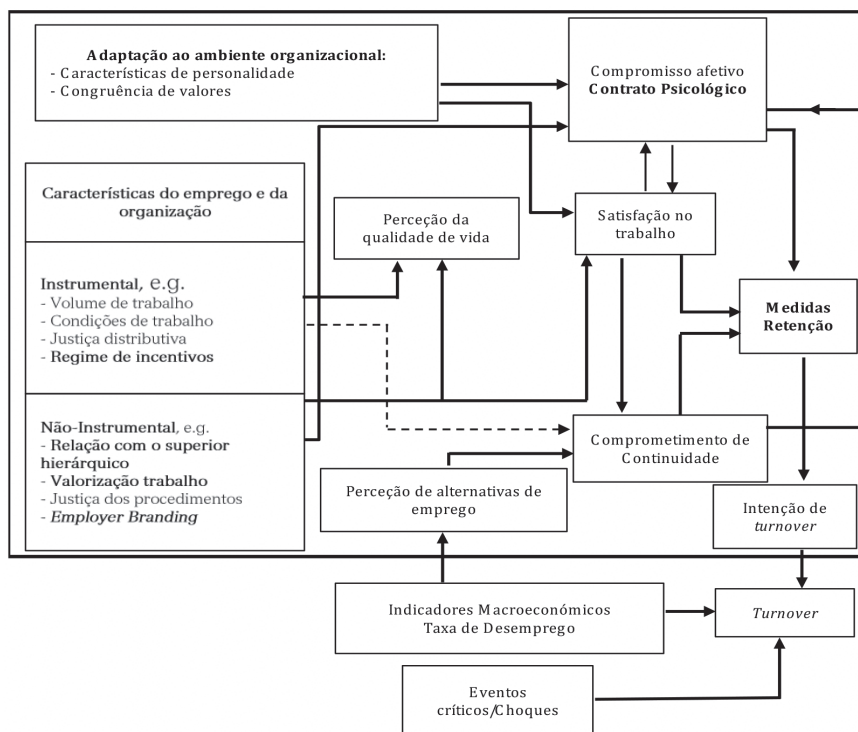 Adaptação ao ambiente organizacional:
- Características de personalidade
- Congruência de valores
Compromisso afetivo
Contrato Psicológico
Características do emprego e da
organização
Perceção da
qualidade de vida
Satisfação no
trabalho
Instrumental, e.g.
- Volume de trabalho
- Condições de trabalho
- Justiça distributiva
- Regime de incentivos
Medidas
Retenção
Não-Instrumental, e.g.
- Relação com o superior
hierárquico
- Valorização trabalho
- Justiça dos procedimentos
- Employer Branding
Comprometimento de
Continuidade
Perceção de alternativas de
emprego
Intenção de
turnover
Indicadores Macroeconómicos
Taxa de Desemprego
Turnover
Eventos
críticos/Choques